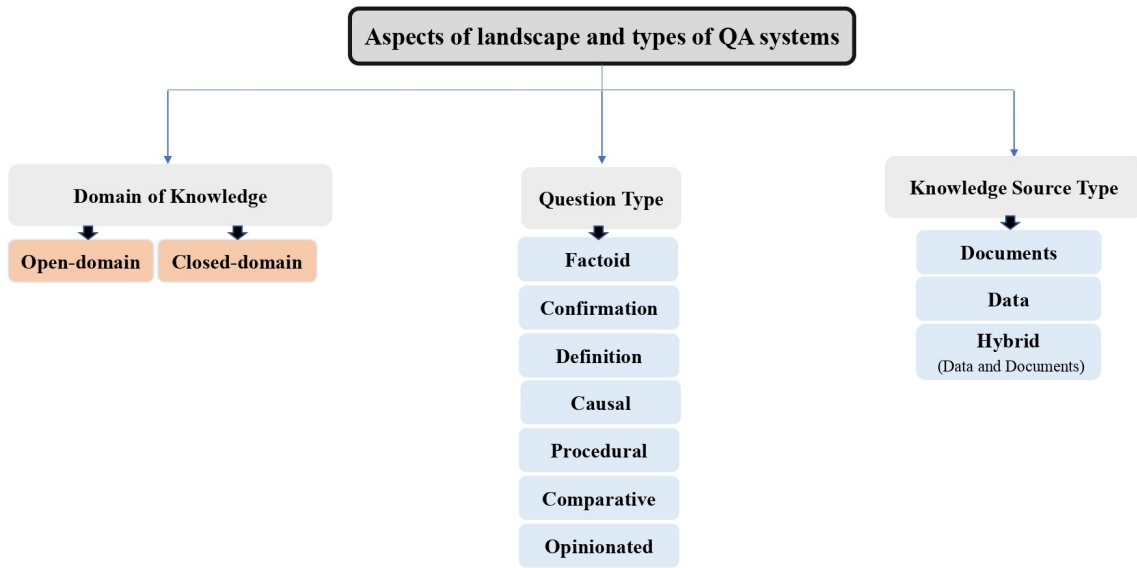 Aspects of landscape and types of QA systems
Domain of Knowledge
Open-domain
Closed-domain
Question Type
Factoid
Confirmation
Definition
Causal
Procedural
Comparative
Opinionated
Knowledge Source Type
Documents
Data
Hybrid
(Data and Documents)